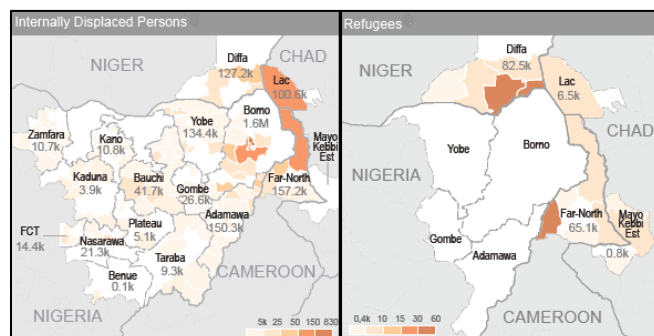 Internally Displaced Persons
NIGER
CHAD
Diffa
127.2k
Lac
100.6k
Yobe
134.4k
Borno
1.6M
Zamfara
10.7k
Kano
10.8k
Mayo
Kebbi
Est
Kaduna
3.9k
Bauchi
41.7k
Gombe
26.6k
Far-North
157.2k
Adamawa
150.3k
FCT
14.4k
Plateau
5.1k
Nasarawa
21.3k
Taraba
9.3k
Benue
0.1k
CAMEROON
NIGERIA
5k 25 50 150 830
Refugees
NIGER
Diffa
82.5k
Lac
6.5k
CHAD
Yobe
Borno
NIGERIA
Gombe
Far-North
65.1k
Mayo
Kebbi
Est
0.8k
Adamawa
CAMEROON
0,4k 10 15 30 60